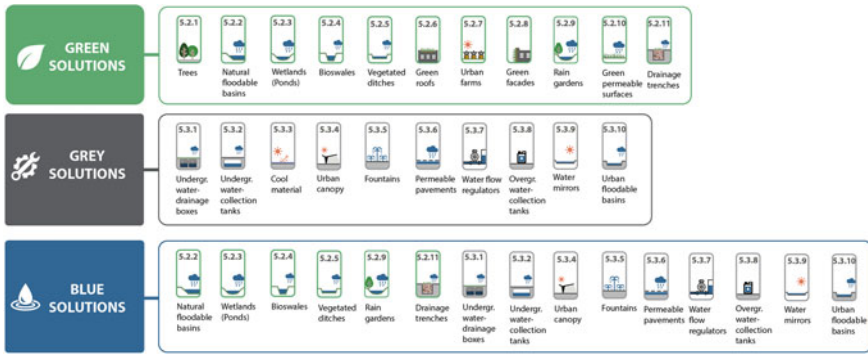 5.2.1 5.2.2 5.2.3 5.2.4 5.2.5 5.2.6 5.2.7 5.2.8 5.2.9 5.2.10 5.2.11
GREEN
SOLUTIONS
Trees Natural Wetlands Bioswales Vegetated Green Urban Green Rain Green Drainage
floodable (Ponds) ditches roofs farms facades gardens permeable trenches
basins surfaces
5.3.1 5.3.2 5.3.3 5.3.4 5.3.5 5.3.6 5.3.7 5.3.8 5.3.9 5.3.10
GREY
SOLUTIONS
Undergr. Undergr. Cool Urban Fountains Permeable Water flow Overgr. Water Urban
water- water- material canopy pavements regulators water- mirrors floodable
drainage collection collection basins
boxes tanks tanks
5.2.2 5.2.3 5.2.4 5.2.5 5.2.9 5.2.11 5.3.1 5.3.2 5.3.4 5.3.5 5.3.6 5.3.7 5.3.8 5.3.9 5.3.10
BLUE
SOLUTIONS
Natural Wetlands Bioswales Vegetated Rain Drainage Undergr. Undergr. Urban Fountains Permeable Water Overgr. Water Urban
floodable (Ponds) ditches gardens trenches water- water- canopy pavements flow water- mirrors floodable
basins drainage collection regulators collection basins
boxes tanks tanks